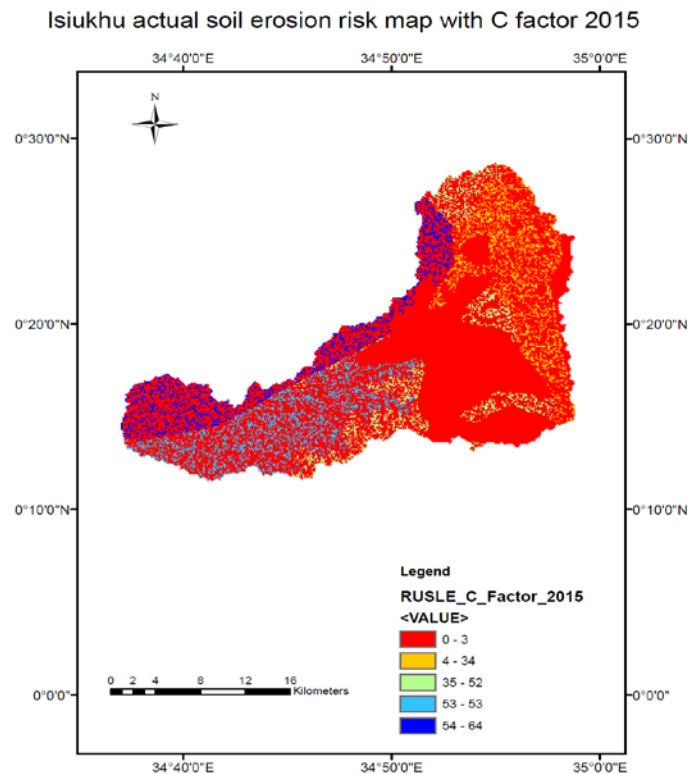 Isiukhu actual soil erosion risk map with C factor 2015
34°40'0"E 34°50'0"E 35°0'0"E
N
0°30'0"N 0°30'0"N
0°20'0"N 0°20'0"N
0°10'0"N 0°10'0"N
Legend
RUSLE_C_Factor_2015
<VALUE>
0 - 3
4 - 34
35 - 52
53 - 53
54 - 64
0 2 4 8 12 16
Kilometers
0°0'0" 0°0'0"
34°40'0"E 34°50'0"E 35°0'0"E